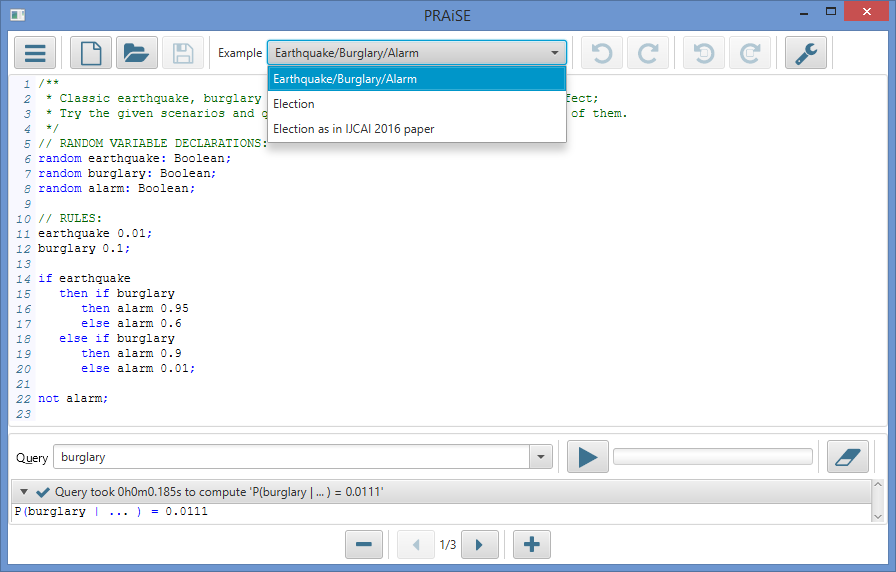 PRAiSE
Example Earthquake/Burglary/Alarm
Earthquake/Burglary/Alarm
Election
Election as in IJCAI 2016 paper
1 /**
2 * Classic earthquake, burglary fect;
3 * Try the given scenarios and q of them.
4 */
5 // RANDOM VARIABLE DECLARATIONS:
6 random earthquake: Boolean;
7 random burglary: Boolean;
8 random alarm: Boolean;
9
10 // RULES:
11 earthquake 0.01;
12 burglary 0.1;
13
14 if earthquake
15 then if burglary
16 then alarm 0.95
17 else alarm 0.6
18 else if burglary
19 then alarm 0.9
20 else alarm 0.01;
21
22 not alarm;
23
Query burglary
Query took 0h0m0.185s to compute 'P(burglary | ... ) = 0.0111'
P(burglary | ... ) = 0.0111
1/3